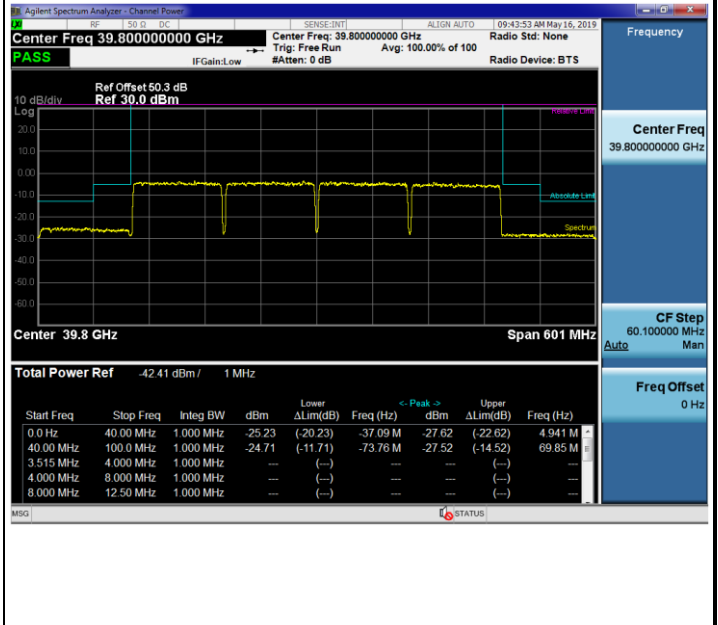 Agilent Spectrum Analyzer - Channel Power
RF 50 Ω DC SENSE:INT ALIGN AUTO 09:43:53 AM May 16, 2019
Center Freq 39.800000000 GHz
Center Freq: 39.800000000 GHz
Radio Std: None
PASS
IFGain:Low
Trig: Free Run
Avg: 100.00% of 100
#Atten: 0 dB
Radio Device: BTS
Ref Offset 50.3 dB
10 dB/div Ref 30.0 dBm
Log
Relative Limit
20.0
10.0
0.00
-10.0
Absolute Limit
-20.0
Spectrum
-30.0
-40.0
-50.0
-60.0
Center 39.8 GHz Span 601 MHz
Total Power Ref -42.41 dBm / 1 MHz
Lower <- Peak -> Upper
Start Freq Stop Freq Integ BW dBm ΔLim(dB) Freq (Hz) dBm ΔLim(dB) Freq (Hz)
0.0 Hz 40.00 MHz 1.000 MHz -25.23 (-20.23) -37.09 M -27.62 (-22.62) 4.941 M
40.00 MHz 100.0 MHz 1.000 MHz -24.71 (-11.71) -73.76 M -27.52 (-14.52) 69.85 M
3.515 MHz 4.000 MHz 1.000 MHz --- (---) --- --- (---) ---
4.000 MHz 8.000 MHz 1.000 MHz --- (---) --- --- (---) ---
8.000 MHz 12.50 MHz 1.000 MHz --- (---) --- --- (---) ---
MSG STATUS
Frequency
Center Freq
39.800000000 GHz
CF Step
60.100000 MHz
Auto Man
Freq Offset
0 Hz